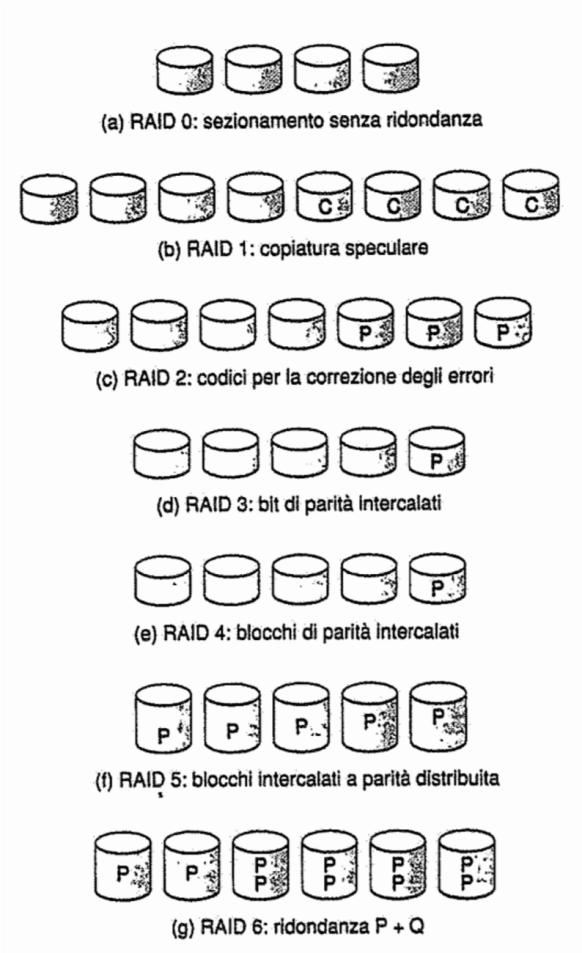 (a) RAID 0: sezionamento senza ridondanza
C C C C
(b) RAID 1: copiatura speculare
P P P
(c) RAID 2: codici per la correzione degli errori
P
(d) RAID 3: bit di parità intercalati
P
(e) RAID 4: blocchi di parità intercalati
P P P P P
(f) RAID 5: blocchi intercalati a parità distribuita
P P P P P P
P P P P
(g) RAID 6: ridondanza P + Q